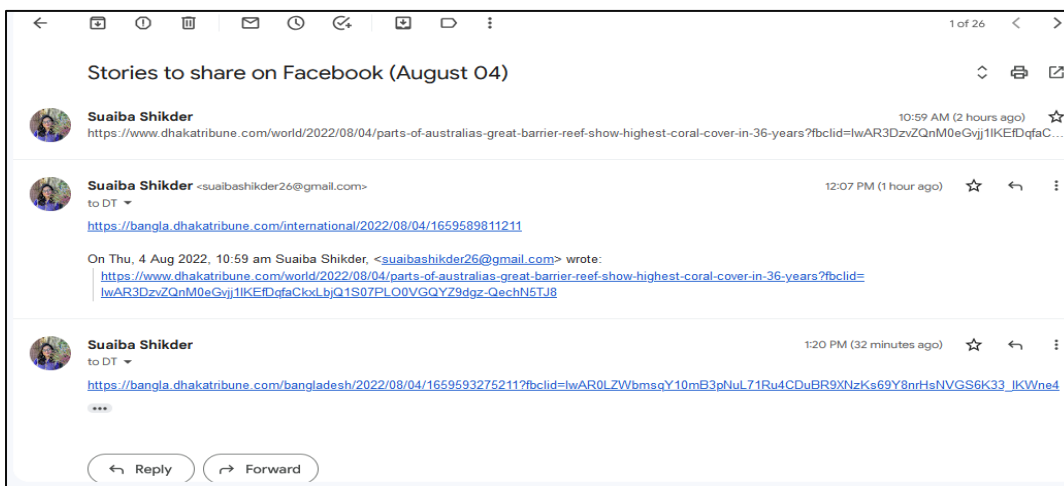 1 of 26
Stories to share on Facebook (August 04)
Suaiba Shikder
10:59 AM (2 hours ago)
https://www.dhakatribune.com/world/2022/08/04/parts-of-australias-great-barrier-reef-show-highest-coral-cover-in-36-years?fbclid=IwAR3DzvZQnM0eGvjj1lKEfDqfaC...
Suaiba Shikder <suaibashikder26@gmail.com>
12:07 PM (1 hour ago)
to DT
https://bangla.dhakatribune.com/international/2022/08/04/1659589811211
On Thu, 4 Aug 2022, 10:59 am Suaiba Shikder, <suaibashikder26@gmail.com> wrote:
https://www.dhakatribune.com/world/2022/08/04/parts-of-australias-great-barrier-reef-show-highest-coral-cover-in-36-years?fbclid=
IwAR3DzvZQnM0eGvjj1lKEfDqfaCkxLbjQ1S07PLO0VGQYZ9dgz-QechN5TJ8
Suaiba Shikder
1:20 PM (32 minutes ago)
to DT
https://bangla.dhakatribune.com/bangladesh/2022/08/04/1659593275211?fbclid=IwAR0LZWbmsqY10mB3pNuL71Ru4CDuBR9XNzKs69Y8nrHsNVGS6K33_IKWne4
Reply
Forward